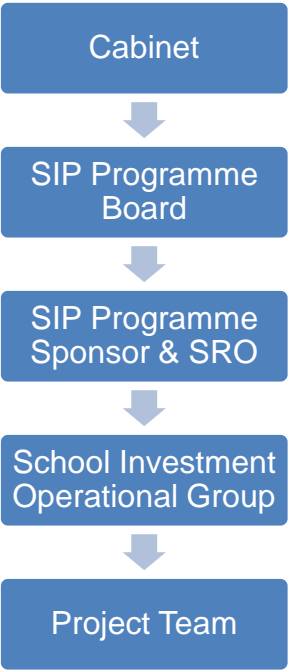 Cabinet
SIP Programme
Board
SIP Programme
Sponsor & SRO
School Investment
Operational Group
Project Team